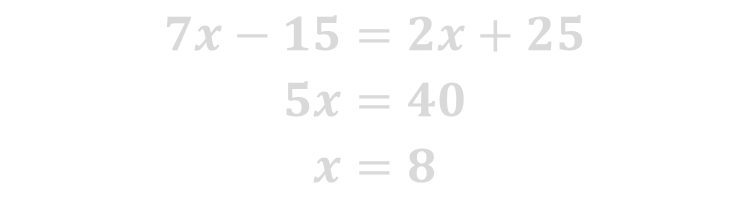 7x − 15 = 2x + 25
5x = 40
x = 8